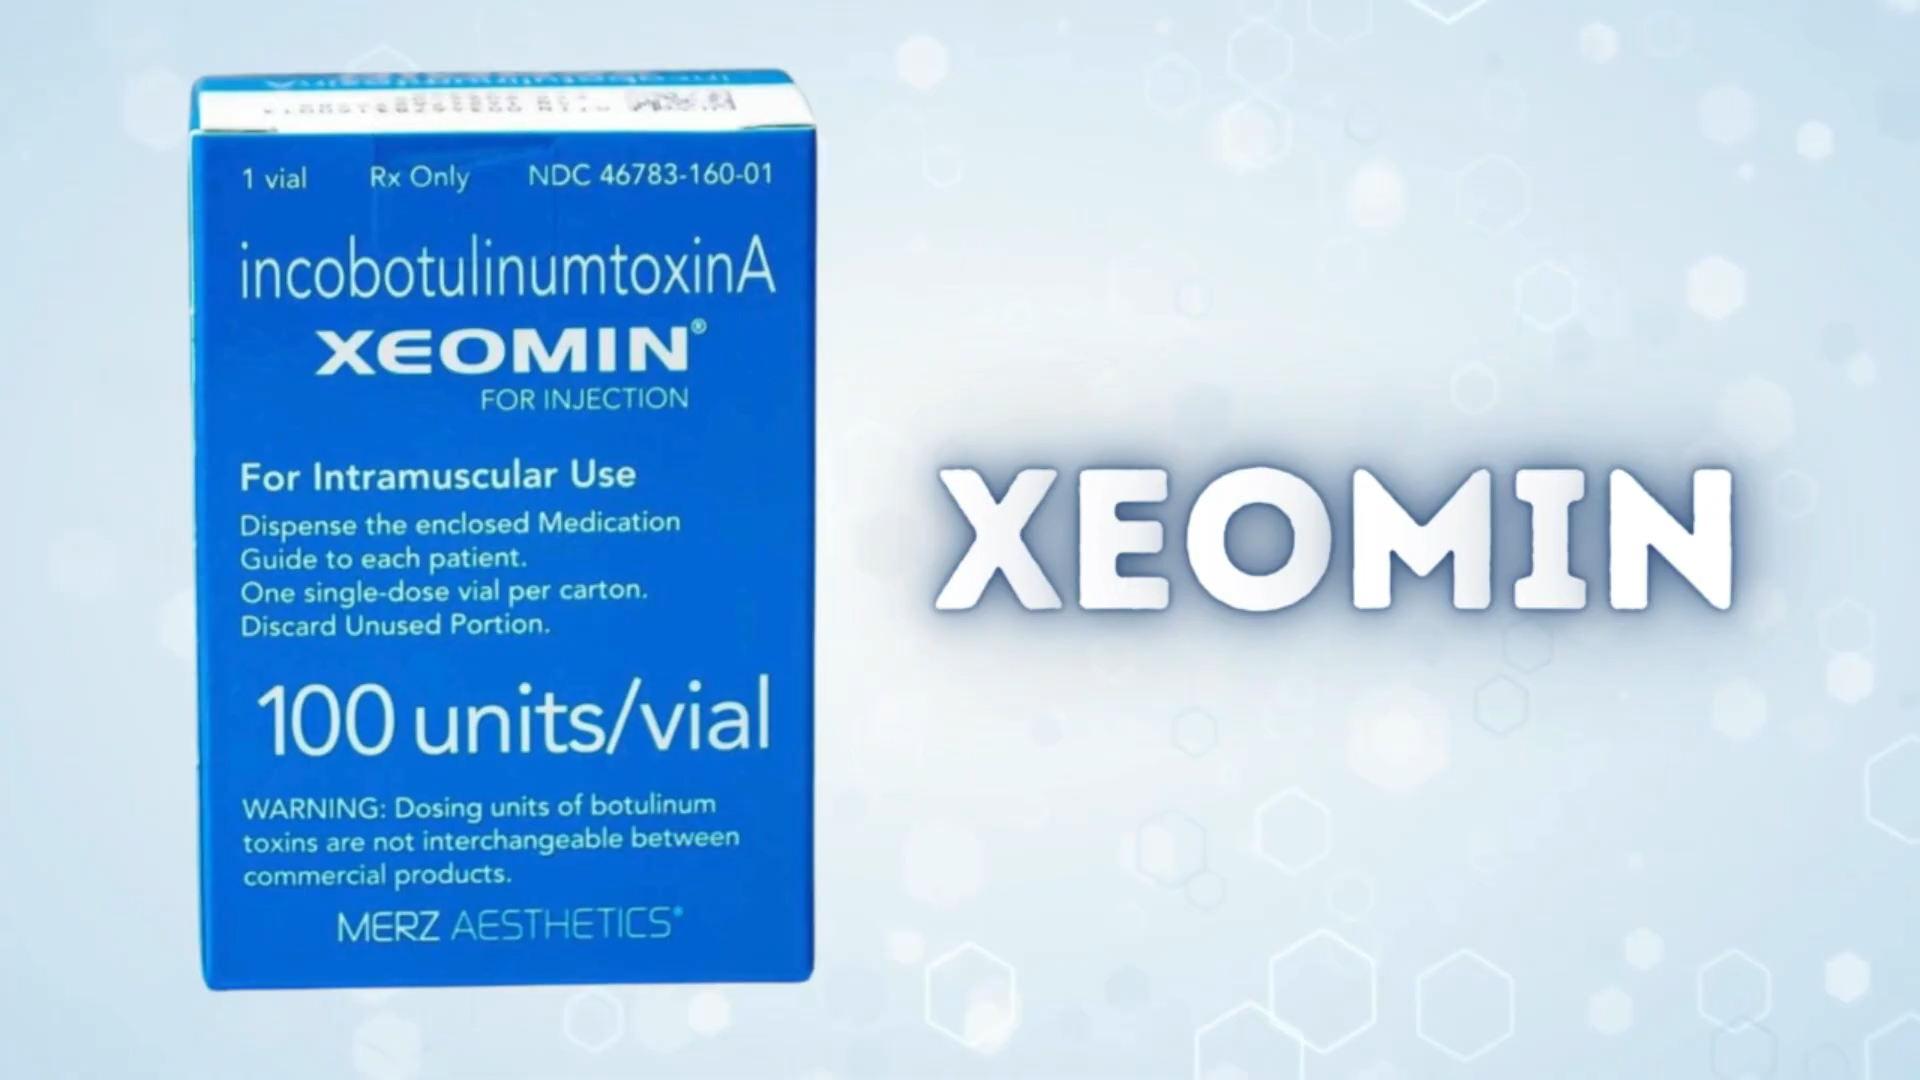 1 vial Rx Only NDC 46783-160-01
incobotulinumtoxinA
XEOMIN®
FOR INJECTION
For Intramuscular Use
Dispense the enclosed Medication
Guide to each patient.
One single-dose vial per carton.
Discard Unused Portion.
100 units/vial
WARNING: Dosing units of botulinum
toxins are not interchangeable between
commercial products.
MERZ AESTHETICS®
XEOMIN